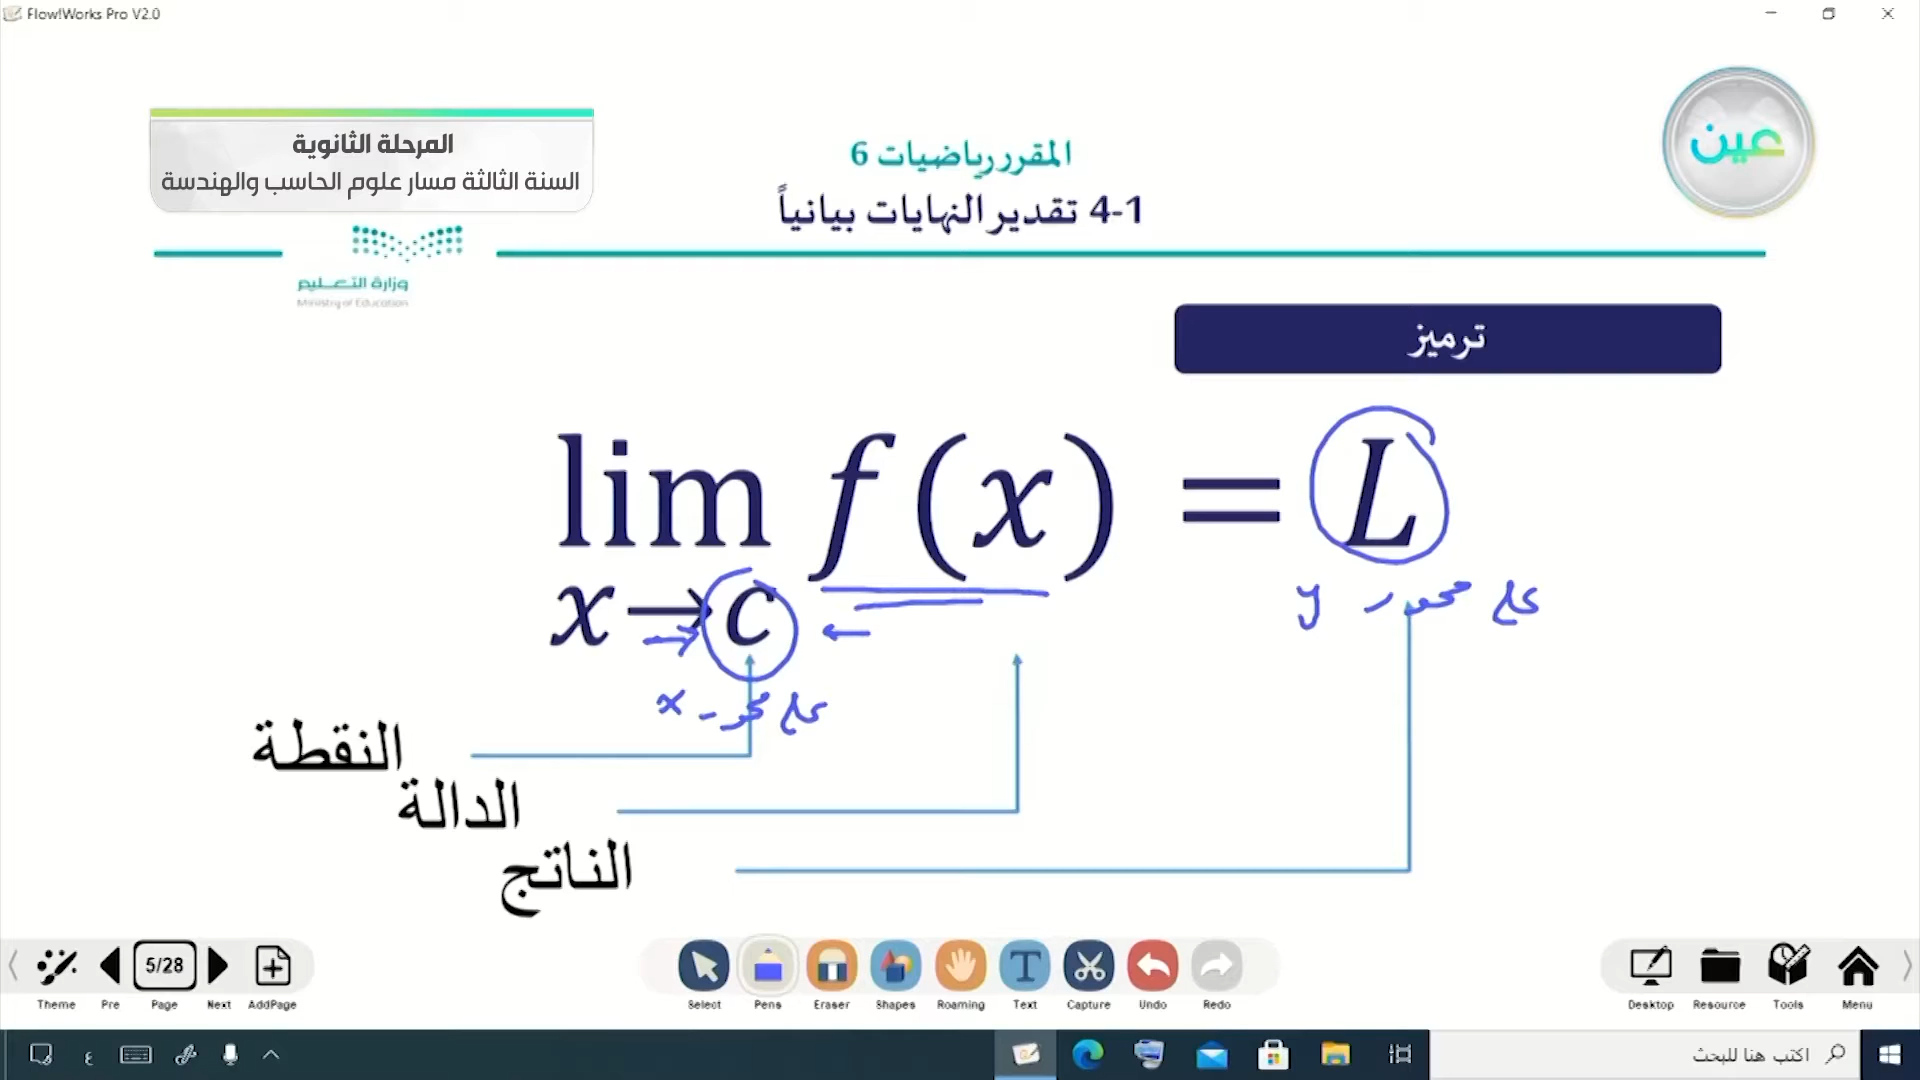 Flow!Works Pro V2.0
المرحلة الثانوية
السنة الثالثة مسار علوم الحاسب والهندسة
المقرر رياضيات 6
4-1 تقدير النهايات بيانياً
عين
وزارة التعليم
Ministry of Education
ترميز
lim f(x) = L
x→c
على محور y
على محور x
النقطة
الدالة
الناتج
Theme Pre 5/28 Page Next AddPage
Select Pens Eraser Shapes Roaming Text Capture Undo Redo
Desktop Resource Tools Menu
ع
اكتب هنا للبحث